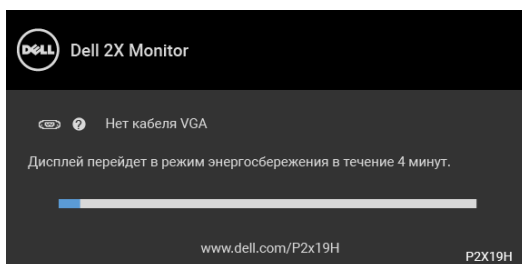 DELL
Dell 2X Monitor
Нет кабеля VGA
Дисплей перейдет в режим энергосбережения в течение 4 минут.
www.dell.com/P2x19H
P2X19H